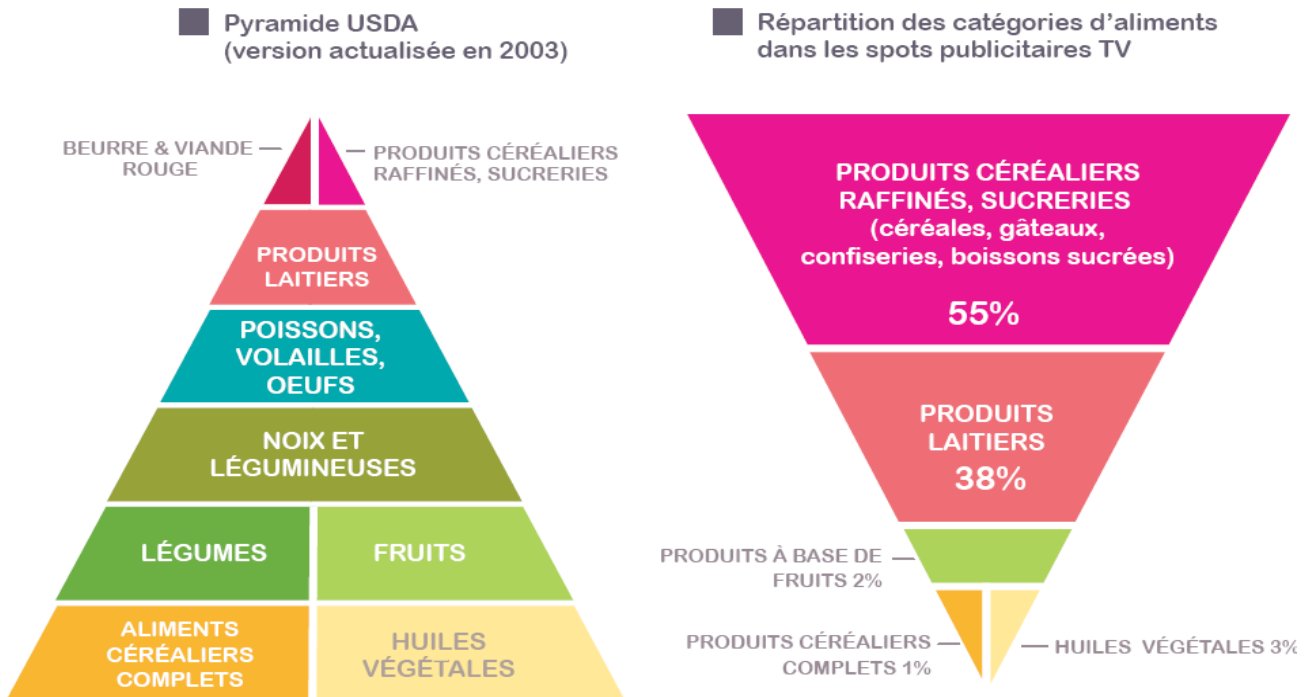 Pyramide USDA
(version actualisée en 2003)
BEURRE & VIANDE
ROUGE
PRODUITS CÉRÉALIERS
RAFFINÉS, SUCRERIES
PRODUITS
LAITIERS
POISSONS,
VOLAILLES,
OEUFS
NOIX ET
LÉGUMINEUSES
LÉGUMES
FRUITS
ALIMENTS
CÉRÉALIERS
COMPLETS
HUILES
VÉGÉTALES
Répartition des catégories d’aliments
dans les spots publicitaires TV
PRODUITS CÉRÉALIERS
RAFFINÉS, SUCRERIES
(céréales, gâteaux,
confiseries, boissons sucrées)
55%
PRODUITS
LAITIERS
38%
PRODUITS À BASE DE
FRUITS 2%
PRODUITS CÉRÉALIERS
COMPLETS 1%
HUILES VÉGÉTALES 3%